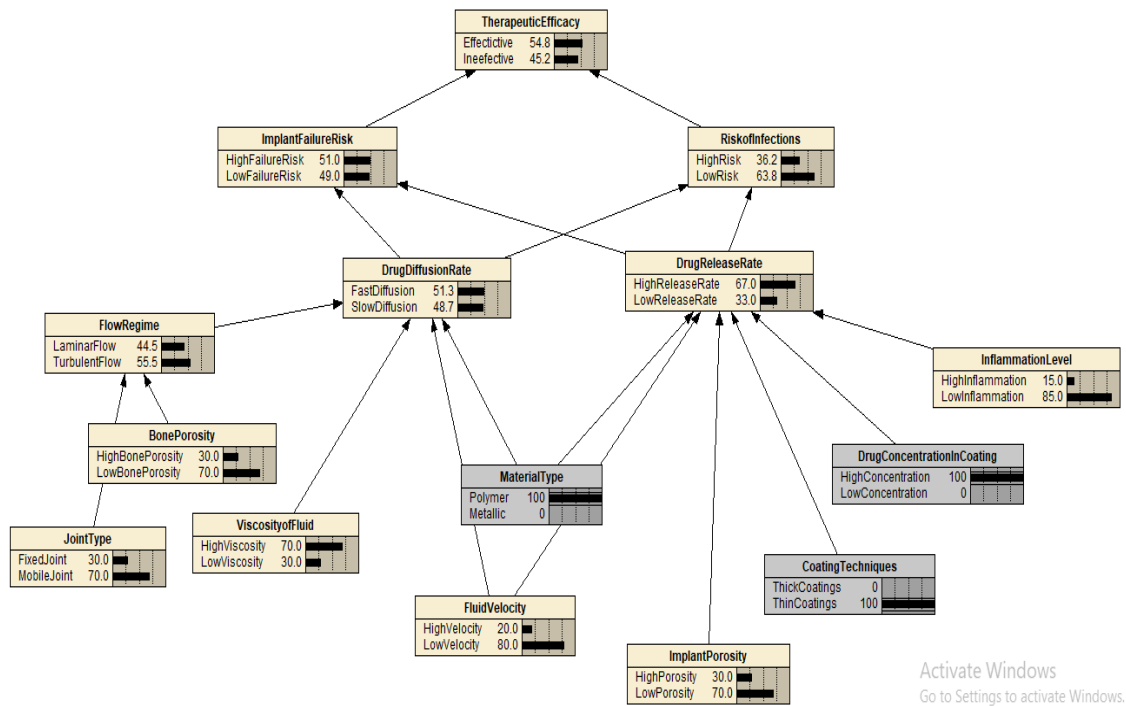 TherapeuticEfficacy
Effectictive 54.8
Ineefective 45.2
ImplantFailureRisk
HighFailureRisk 51.0
LowFailureRisk 49.0
RiskofInfections
HighRisk 36.2
LowRisk 63.8
DrugDiffusionRate
FastDiffusion 51.3
SlowDiffusion 48.7
DrugReleaseRate
HighReleaseRate 67.0
LowReleaseRate 33.0
FlowRegime
LaminarFlow 44.5
TurbulentFlow 55.5
InflammationLevel
HighInflammation 15.0
LowInflammation 85.0
BonePorosity
HighBonePorosity 30.0
LowBonePorosity 70.0
MaterialType
Polymer 100
Metallic 0
DrugConcentrationInCoating
HighConcentration 100
LowConcentration 0
JointType
FixedJoint 30.0
MobileJoint 70.0
ViscosityofFluid
HighViscosity 70.0
LowViscosity 30.0
CoatingTechniques
ThickCoatings 0
ThinCoatings 100
FluidVelocity
HighVelocity 20.0
LowVelocity 80.0
ImplantPorosity
HighPorosity 30.0
LowPorosity 70.0
Activate Windows
Go to Settings to activate Windows.